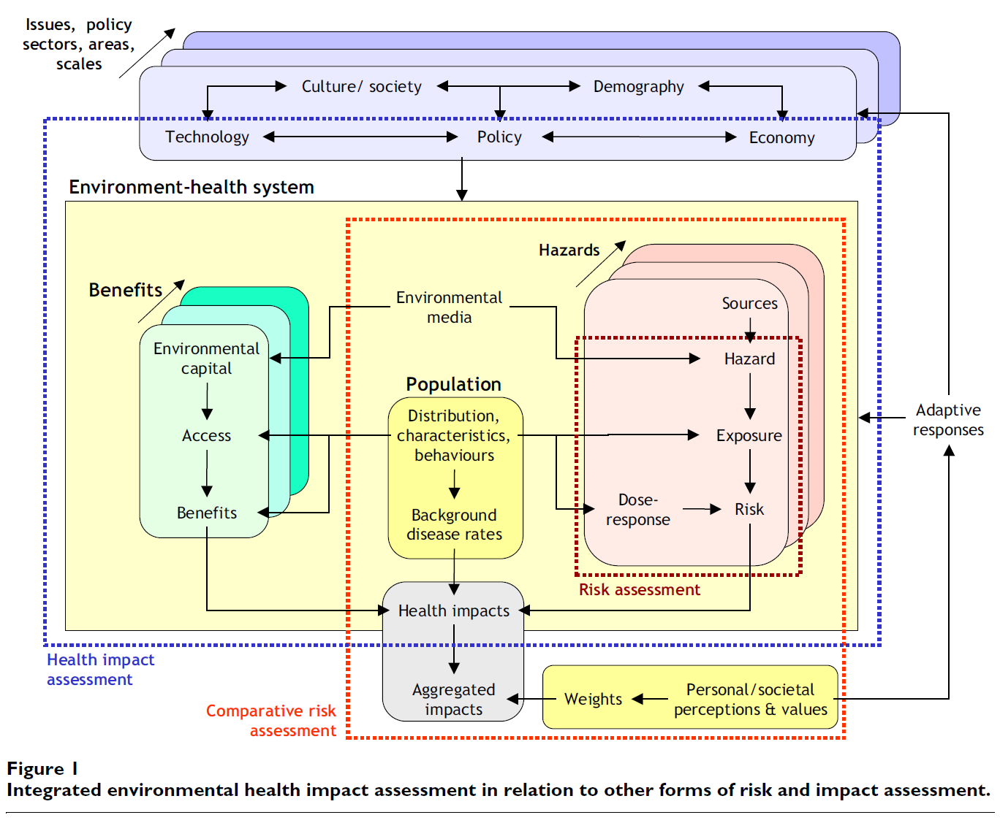 Issues, policy
sectors, areas,
scales
Culture/ society
Demography
Technology
Policy
Economy
Environment-health system
Hazards
Benefits
Environmental
media
Sources
Environmental
capital
Hazard
Population
Distribution,
characteristics,
behaviours
Access
Exposure
Adaptive
responses
Benefits
Background
disease rates
Dose-
response
Risk
Risk assessment
Health impacts
Health impact
assessment
Aggregated
impacts
Weights
Personal/societal
perceptions & values
Comparative risk
assessment
Figure 1
Integrated environmental health impact assessment in relation to other forms of risk and impact assessment.